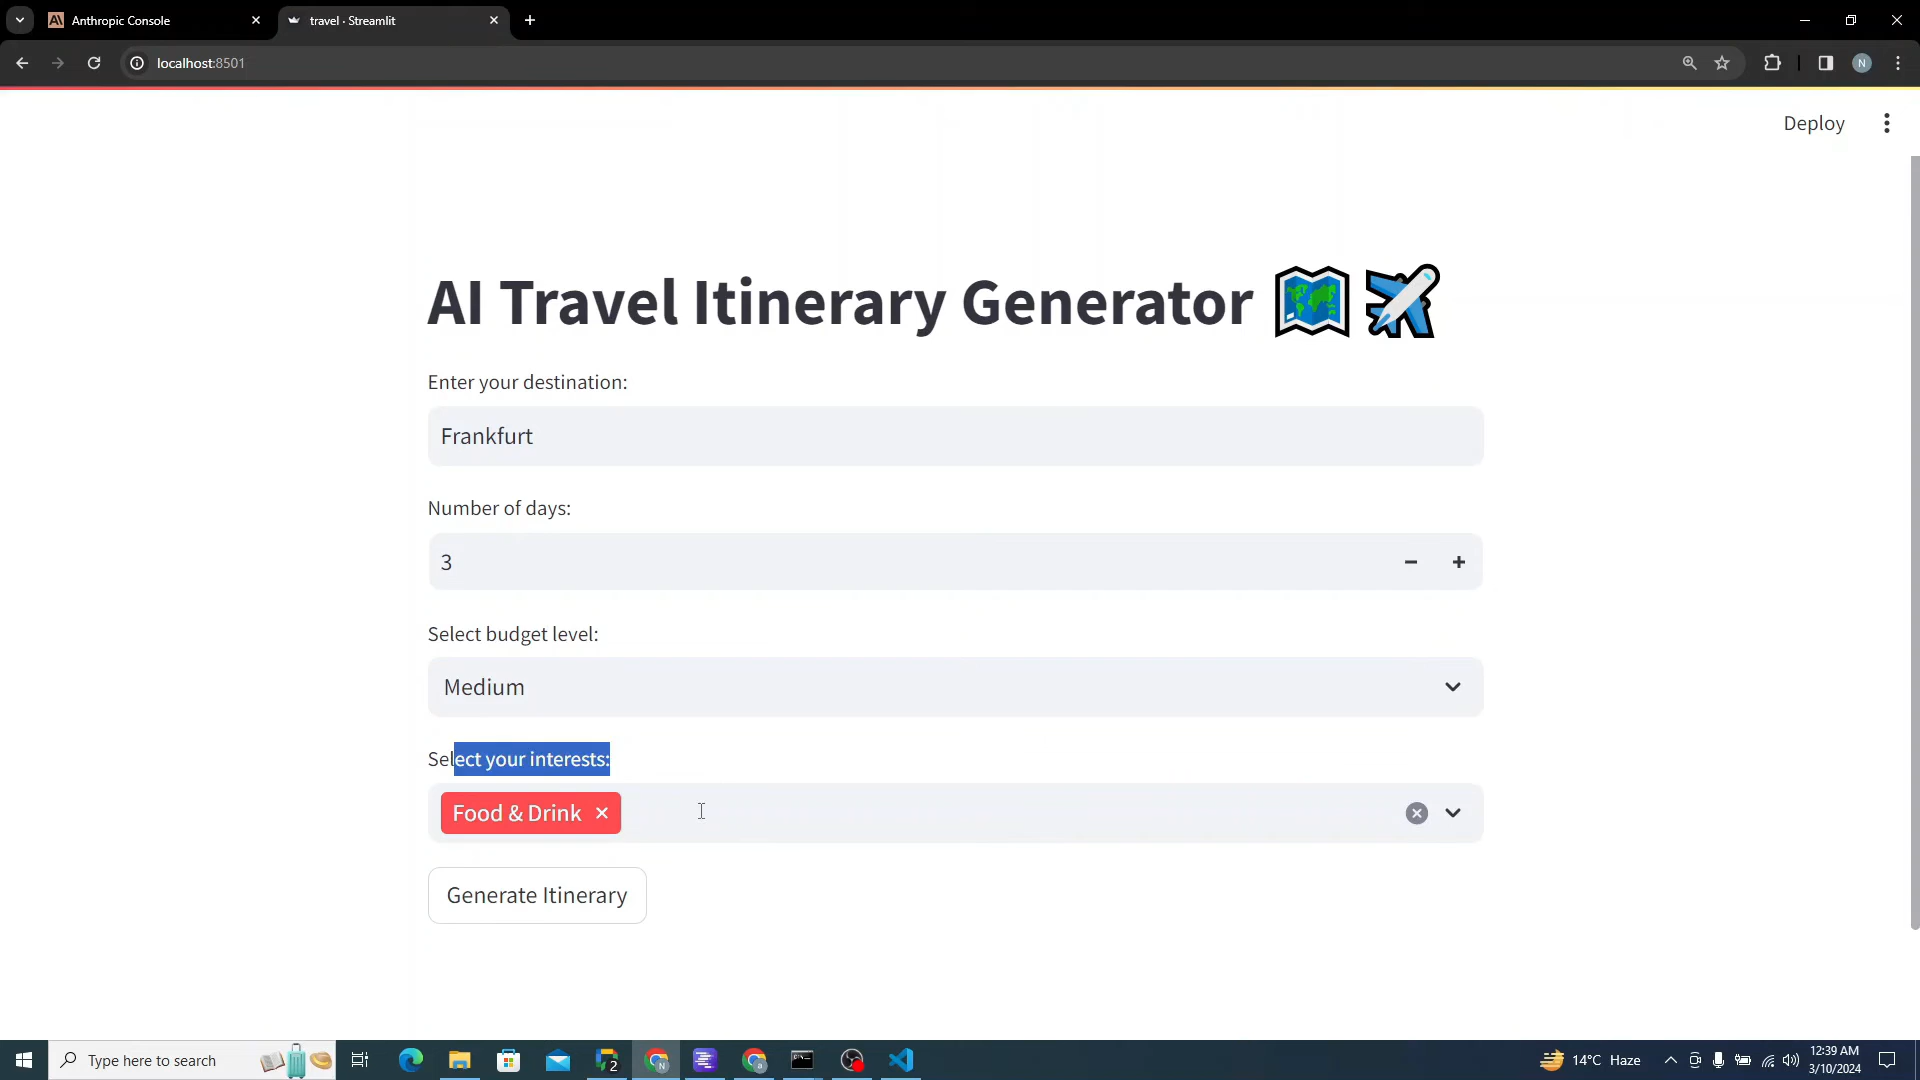 Anthropic Console
travel · Streamlit
localhost:8501
N
Deploy
AI Travel Itinerary Generator
Enter your destination:
Frankfurt
Number of days:
3
Select budget level:
Medium
Select your interests:
Food & Drink
Generate Itinerary
Type here to search
2
N
a
14°C Haze
12:39 AM
3/10/2024